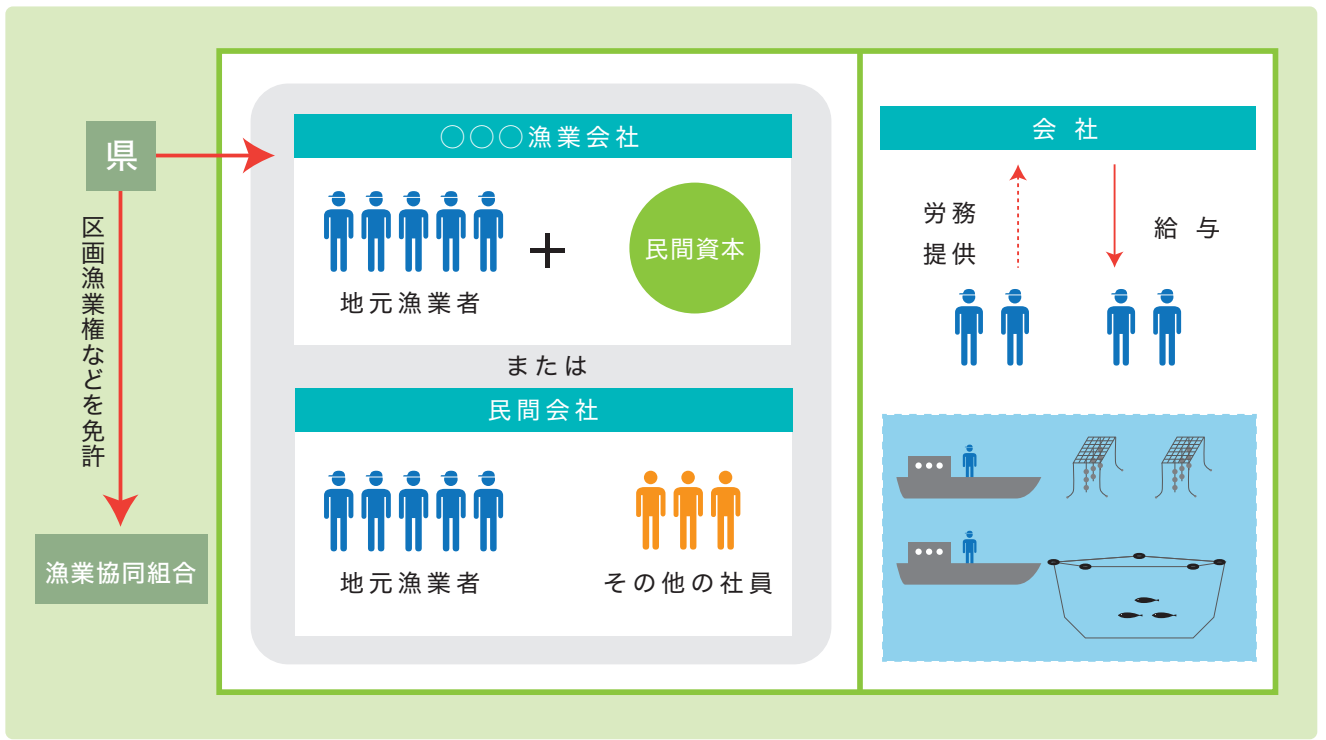 県
区画漁業権などを免許
漁業協同組合
○○○漁業会社
地元漁業者
民間資本
または
民間会社
地元漁業者
その他の社員
会社
労務
提供
給与